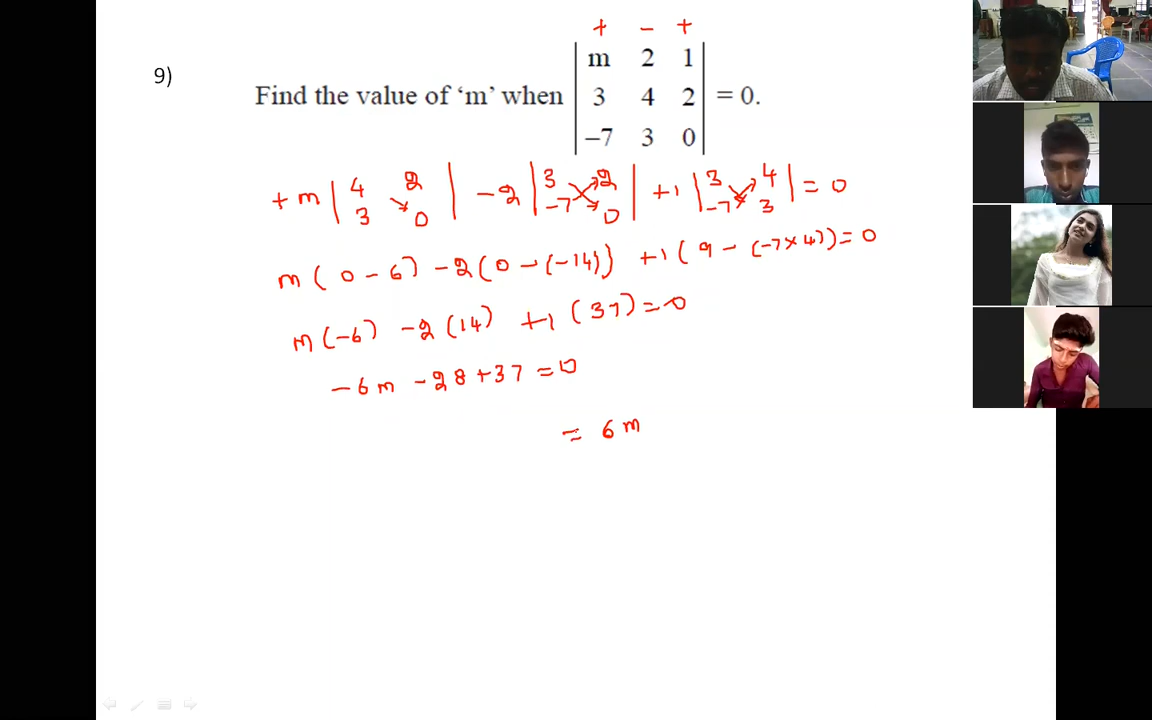 + - +
9)
m 2 1
Find the value of ‘m’ when 3 4 2 = 0.
–7 3 0
+m | 4 2 | -2 | 3 2 | +1 | 3 4 | = 0
3 0 -7 0 -7 3
m ( 0 - 6 ) - 2 ( 0 - (-14) ) +1 ( 9 - (-7 × 4) ) = 0
m (-6) - 2 (14) +1 ( 37 ) = 0
- 6 m - 28 + 37 = 0
= 6 m